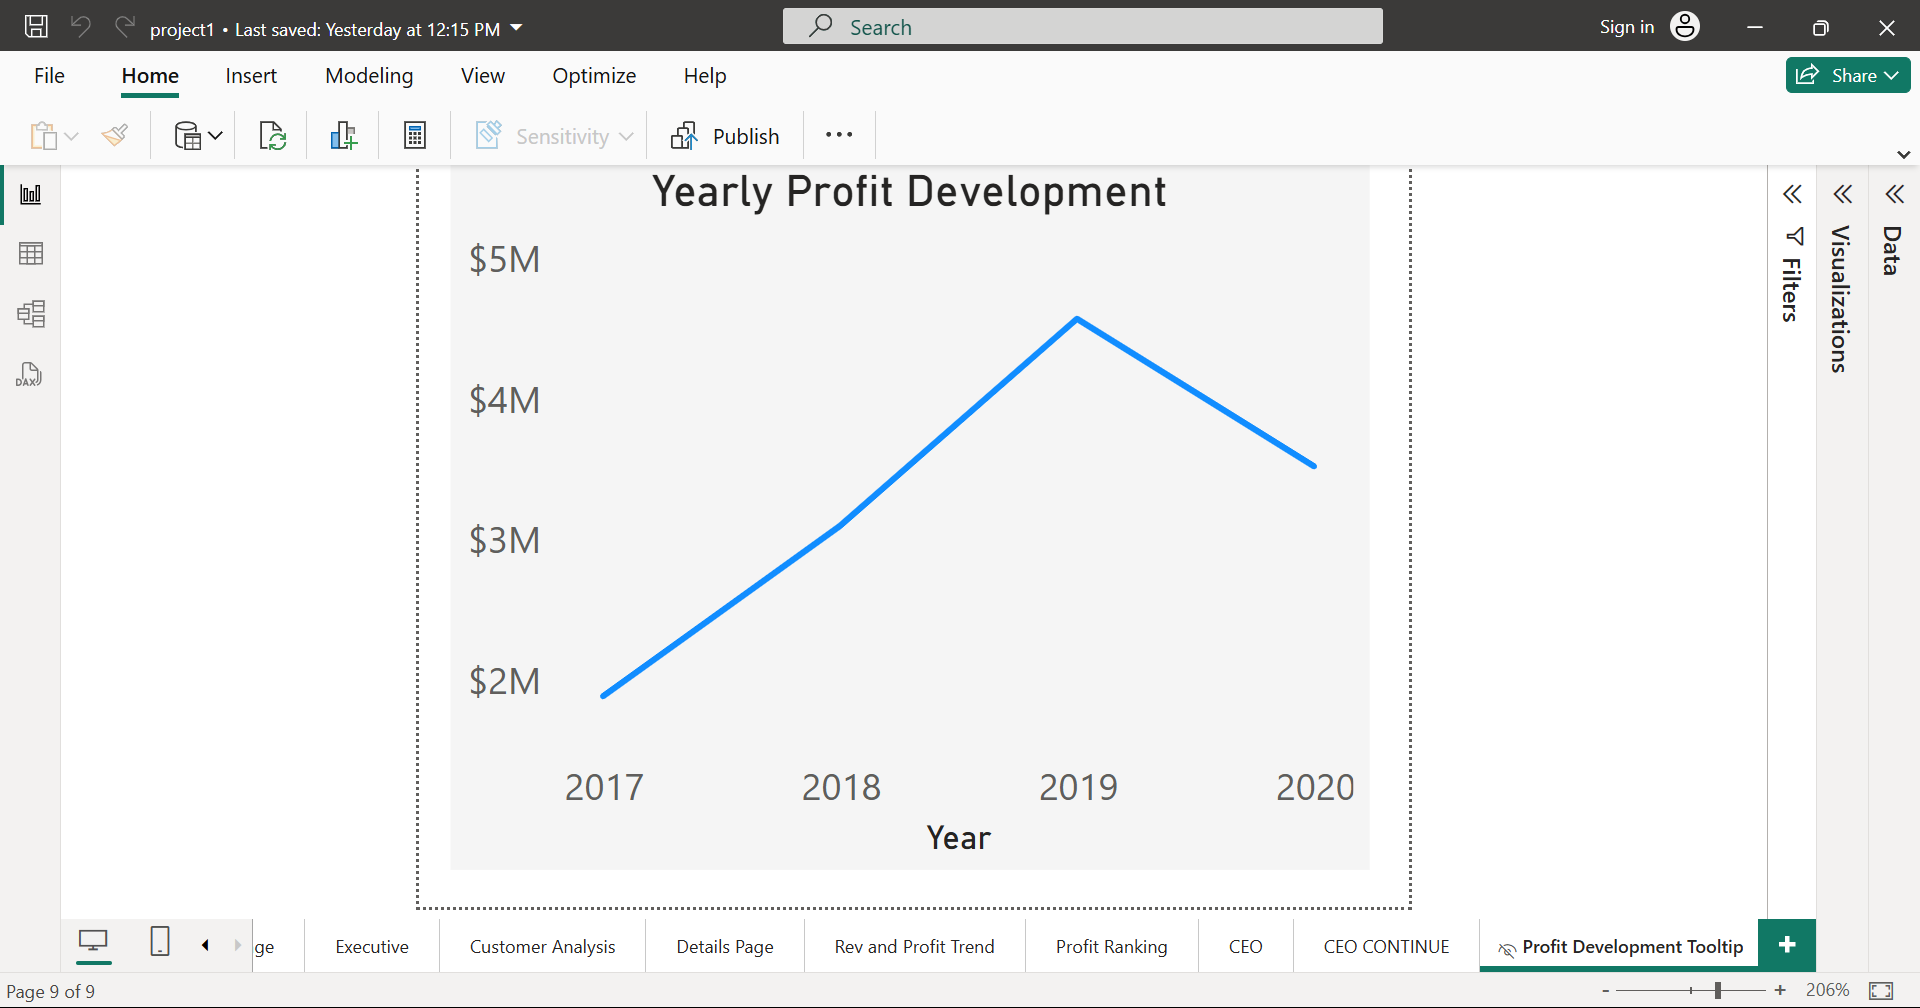 project1 • Last saved: Yesterday at 12:15 PM
Search
Sign in
File Home Insert Modeling View Optimize Help
Share
Sensitivity
Publish
DAX
Yearly Profit Development
$5M
$4M
$3M
$2M
2017 2018 2019 2020
Year
Filters
Visualizations
Data
ge Executive Customer Analysis Details Page Rev and Profit Trend Profit Ranking CEO CEO CONTINUE Profit Development Tooltip +
Page 9 of 9
- + 206%